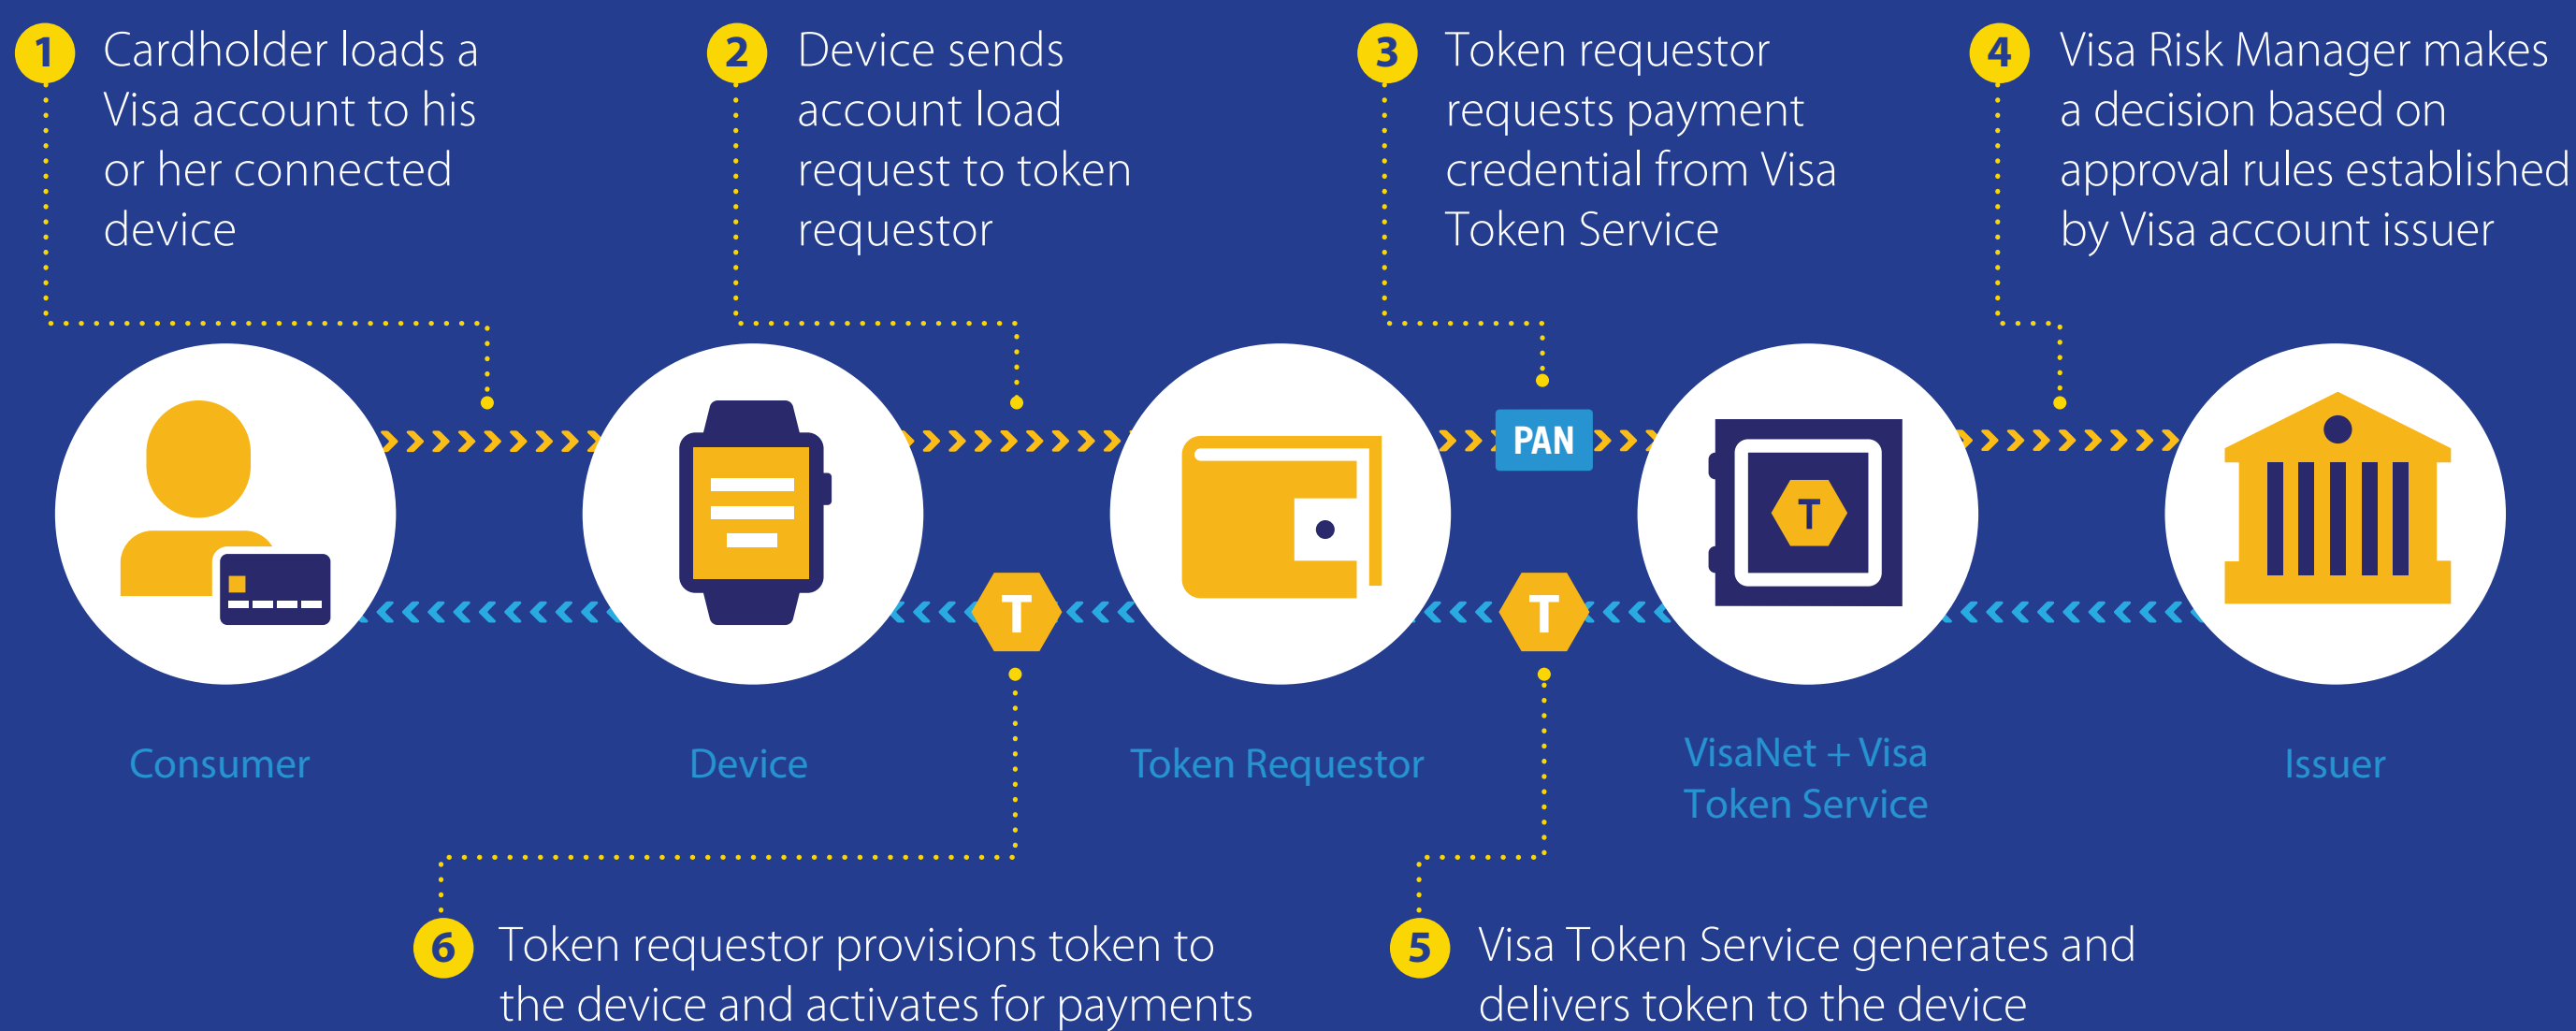 1
Cardholder loads a
Visa account to his
or her connected
device
2
Device sends
account load
request to token
requestor
3
Token requestor
requests payment
credential from Visa
Token Service
4
Visa Risk Manager makes
a decision based on
approval rules established
by Visa account issuer
PAN
T
T
T
Consumer
Device
Token Requestor
VisaNet + Visa
Token Service
Issuer
6
Token requestor provisions token to
the device and activates for payments
5
Visa Token Service generates and
delivers token to the device